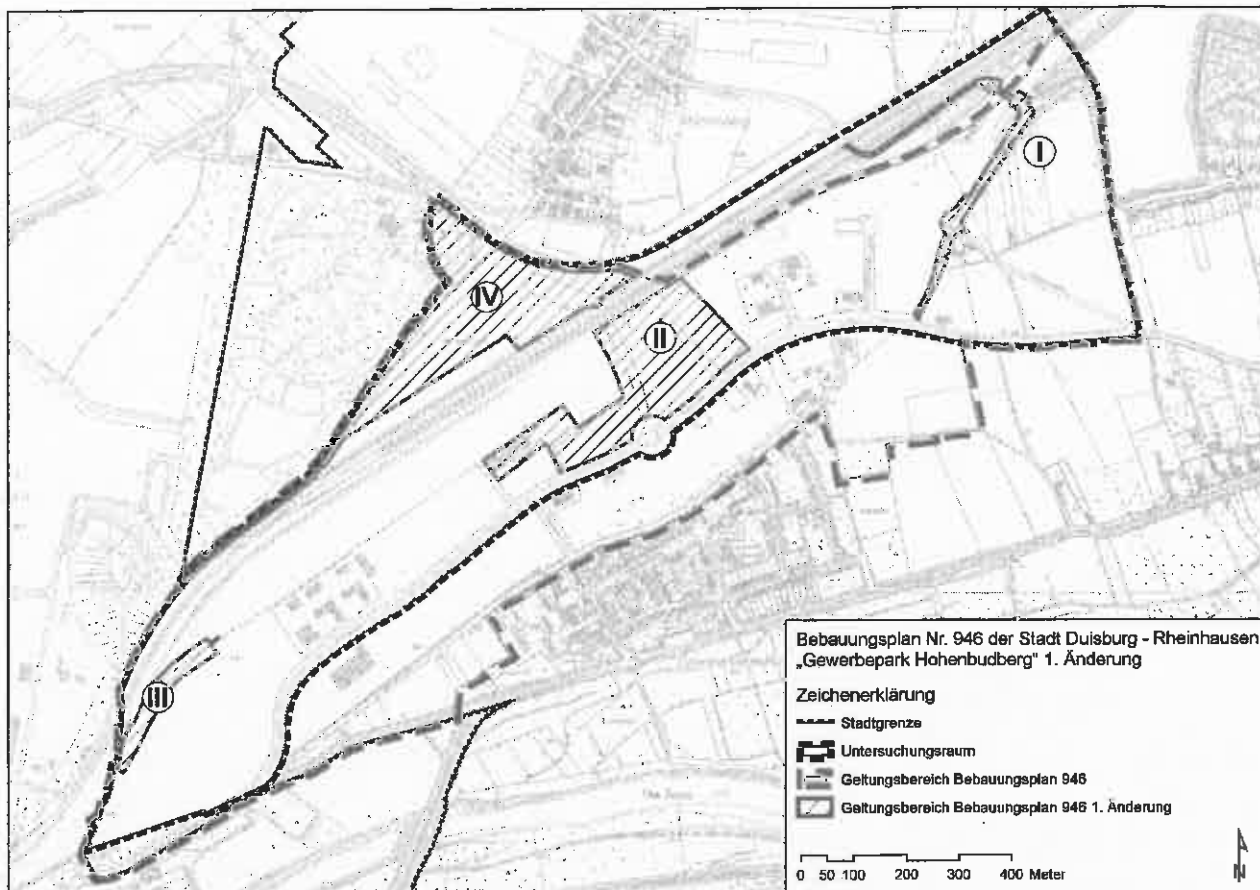 I
IV
II
III
Bebauungsplan Nr. 946 der Stadt Duisburg - Rheinhausen
„Gewerbepark Hohenbudberg" 1. Änderung
Zeichenerklärung
Stadtgrenze
Untersuchungsraum
Geltungsbereich Bebauungsplan 946
Geltungsbereich Bebauungsplan 946 1. Änderung
0 50 100 200 300 400 Meter
N